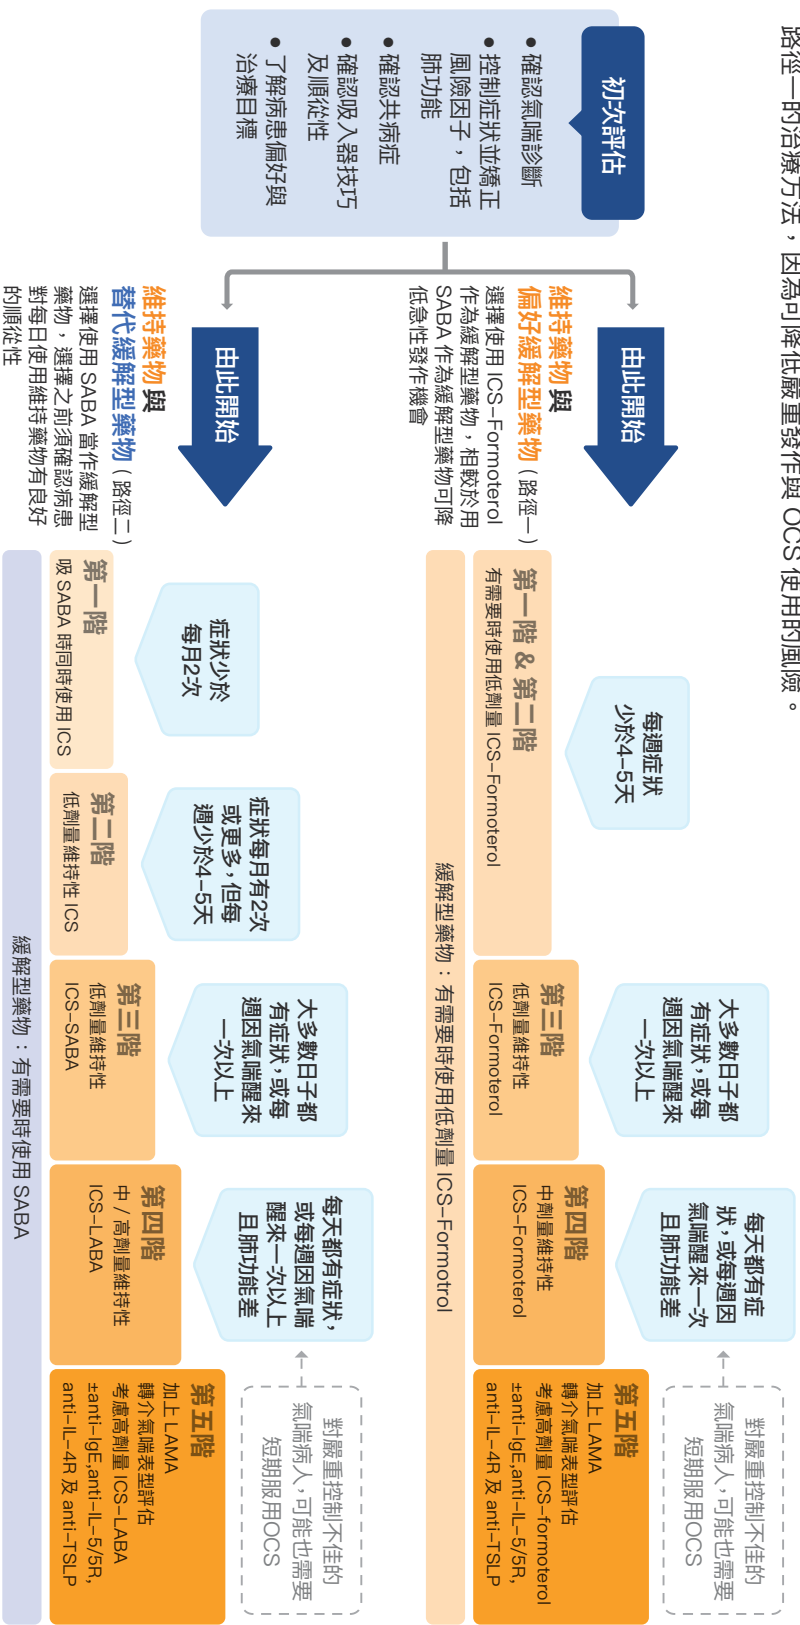 路徑一的治療方法，因為可降低嚴重發作與 OCS 使用的風險。
初次評估
• 確認氣喘診斷
• 控制症狀並矯正
風險因子，包括
肺功能
• 確認共病症
• 確認吸入器技巧
及順從性
• 了解病患偏好與
治療目標
由此開始
維持藥物與
偏好緩解型藥物（路徑一）
選擇使用 ICS-Formoterol
作為緩解型藥物，相較於用
SABA 作為緩解型藥物可降
低急性發作機會
每週症狀
少於4-5天
大多數日子都
有症狀，或每
週因氣喘醒來
一次以上
每天都有症
狀，或每週因
氣喘醒來一次
且肺功能差
對嚴重控制不佳的
氣喘病人，可能也需要
短期服用OCS
第一階 & 第二階
有需要時使用低劑量 ICS-Formoterol
第三階
低劑量維持性
ICS-Formoterol
第四階
中劑量維持性
ICS-Formoterol
第五階
加上 LAMA
轉介氣喘表型評估
考慮高劑量 ICS-formoterol
±anti-IgE,anti-IL-5/5R,
anti-IL-4R 及 anti-TSLP
緩解型藥物：有需要時使用低劑量 ICS-Formotrol
由此開始
維持藥物與
替代緩解型藥物（路徑二）
選擇使用 SABA 當作緩解型
藥物，選擇之前須確認病患
對每日使用維持藥物有良好
的順從性
症狀少於
每月2次
症狀每月有2次
或更多，但每
週少於4-5天
大多數日子都
有症狀，或每
週因氣喘醒來
一次以上
每天都有症狀，
或每週因氣喘
醒來一次以上
且肺功能差
對嚴重控制不佳的
氣喘病人，可能也需要
短期服用OCS
第一階
吸 SABA 時同時使用 ICS
第二階
低劑量維持性 ICS
第三階
低劑量維持性
ICS-SABA
第四階
中 / 高劑量維持性
ICS-LABA
第五階
加上 LAMA
轉介氣喘表型評估
考慮高劑量 ICS-LABA
±anti-IgE,anti-IL-5/5R,
anti-IL-4R 及 anti-TSLP
緩解型藥物：有需要時使用 SABA